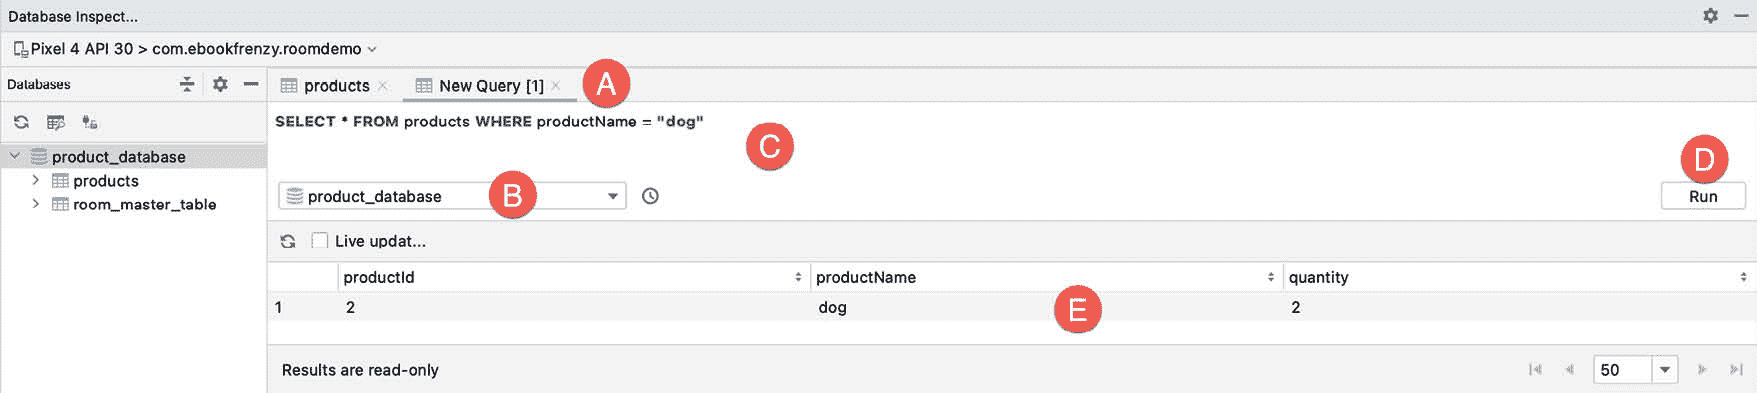 Database Inspect...
Pixel 4 API 30 > com.ebookfrenzy.roomdemo
Databases
products
New Query [1]
A
SELECT * FROM products WHERE productName = "dog"
C
product_database
products
room_master_table
product_database
B
D
Run
Live updat...
productId
productName
quantity
1
2
dog
E
2
Results are read-only
50